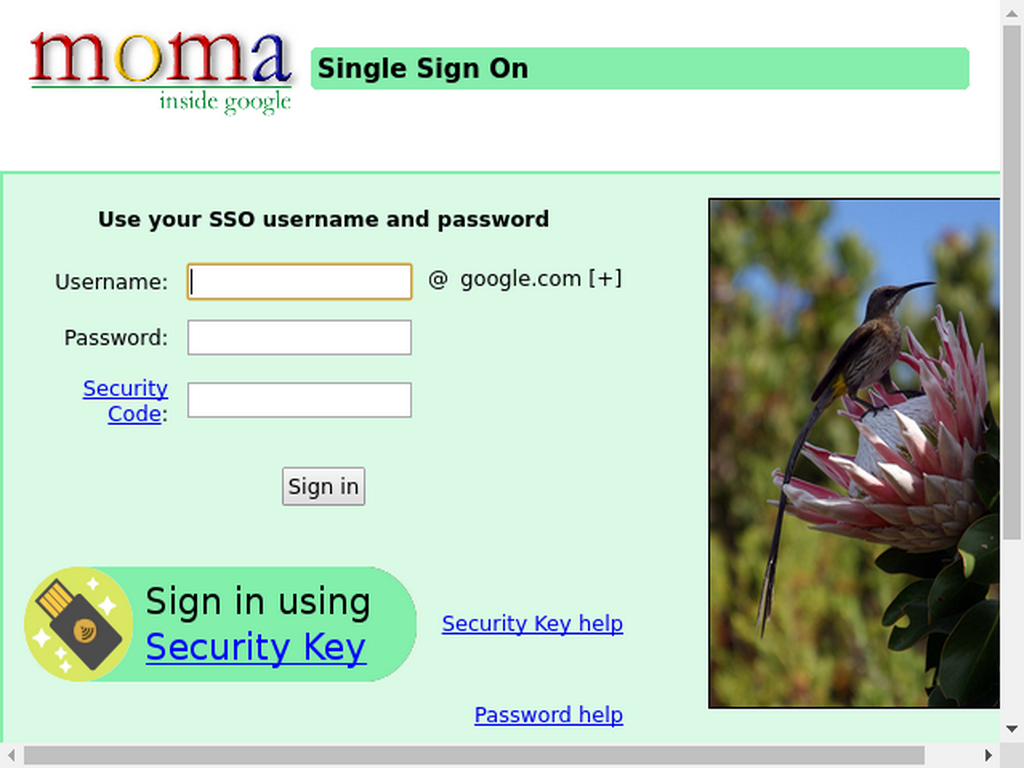 moma
inside google
Single Sign On
Use your SSO username and password
Username:
@ google.com [+]
Password:
Security
Code:
Sign in
Sign in using
Security Key
Security Key help
Password help